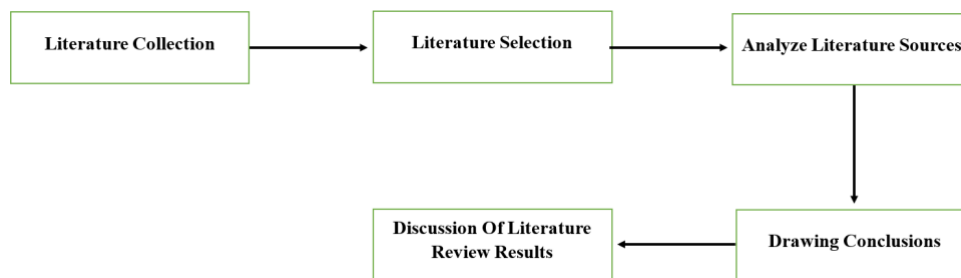 Literature Collection
Literature Selection
Analyze Literature Sources
Drawing Conclusions
Discussion Of Literature
Review Results